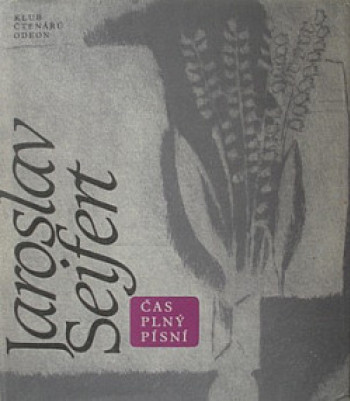 KLUB
ČTENÁŘŮ
ODEON
Jaroslav
Seifert
ČAS
PLNÝ
PÍSNÍ